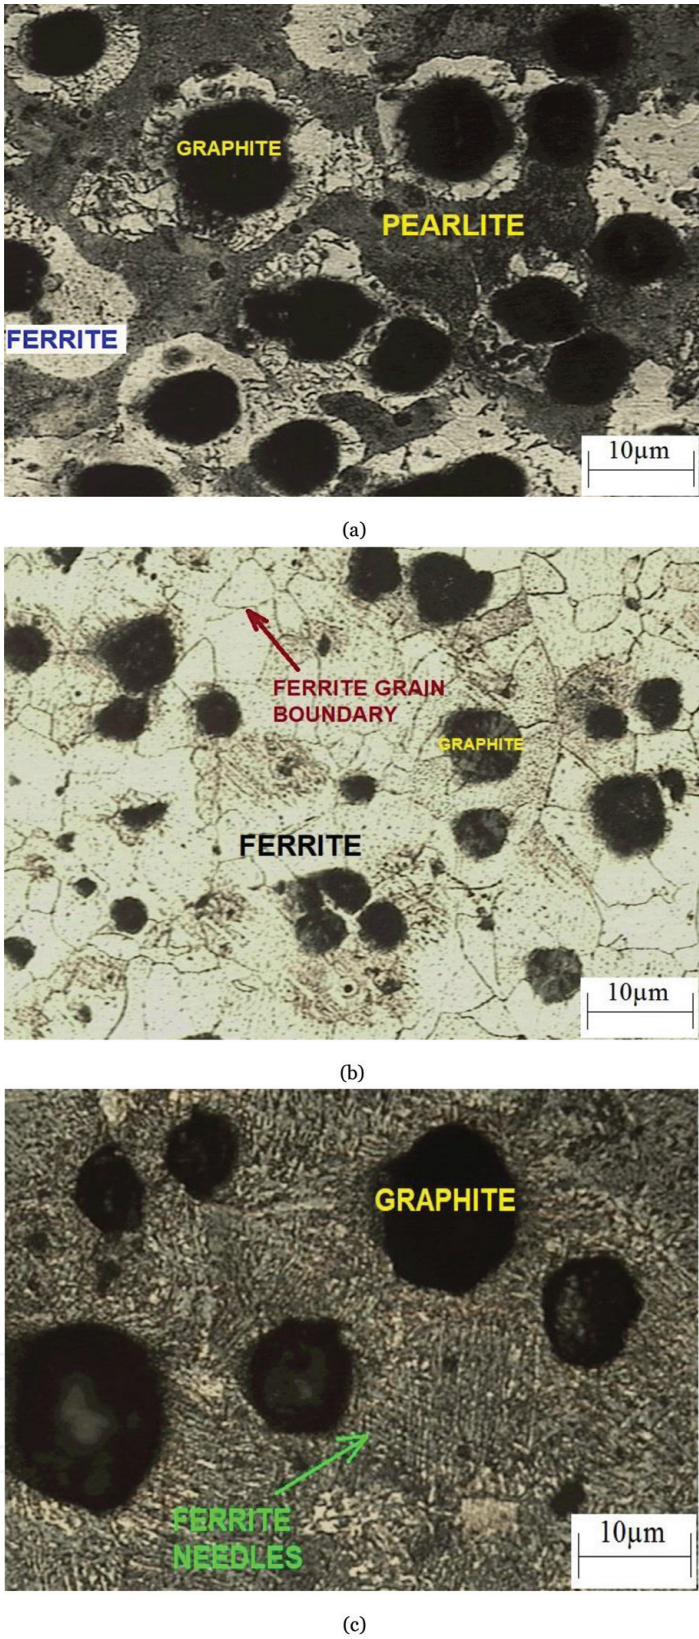 GRAPHITE
PEARLITE
FERRITE
10µm
(a)
FERRITE GRAIN
BOUNDARY
GRAPHITE
FERRITE
10µm
(b)
GRAPHITE
FERRITE
NEEDLES
10µm
(c)